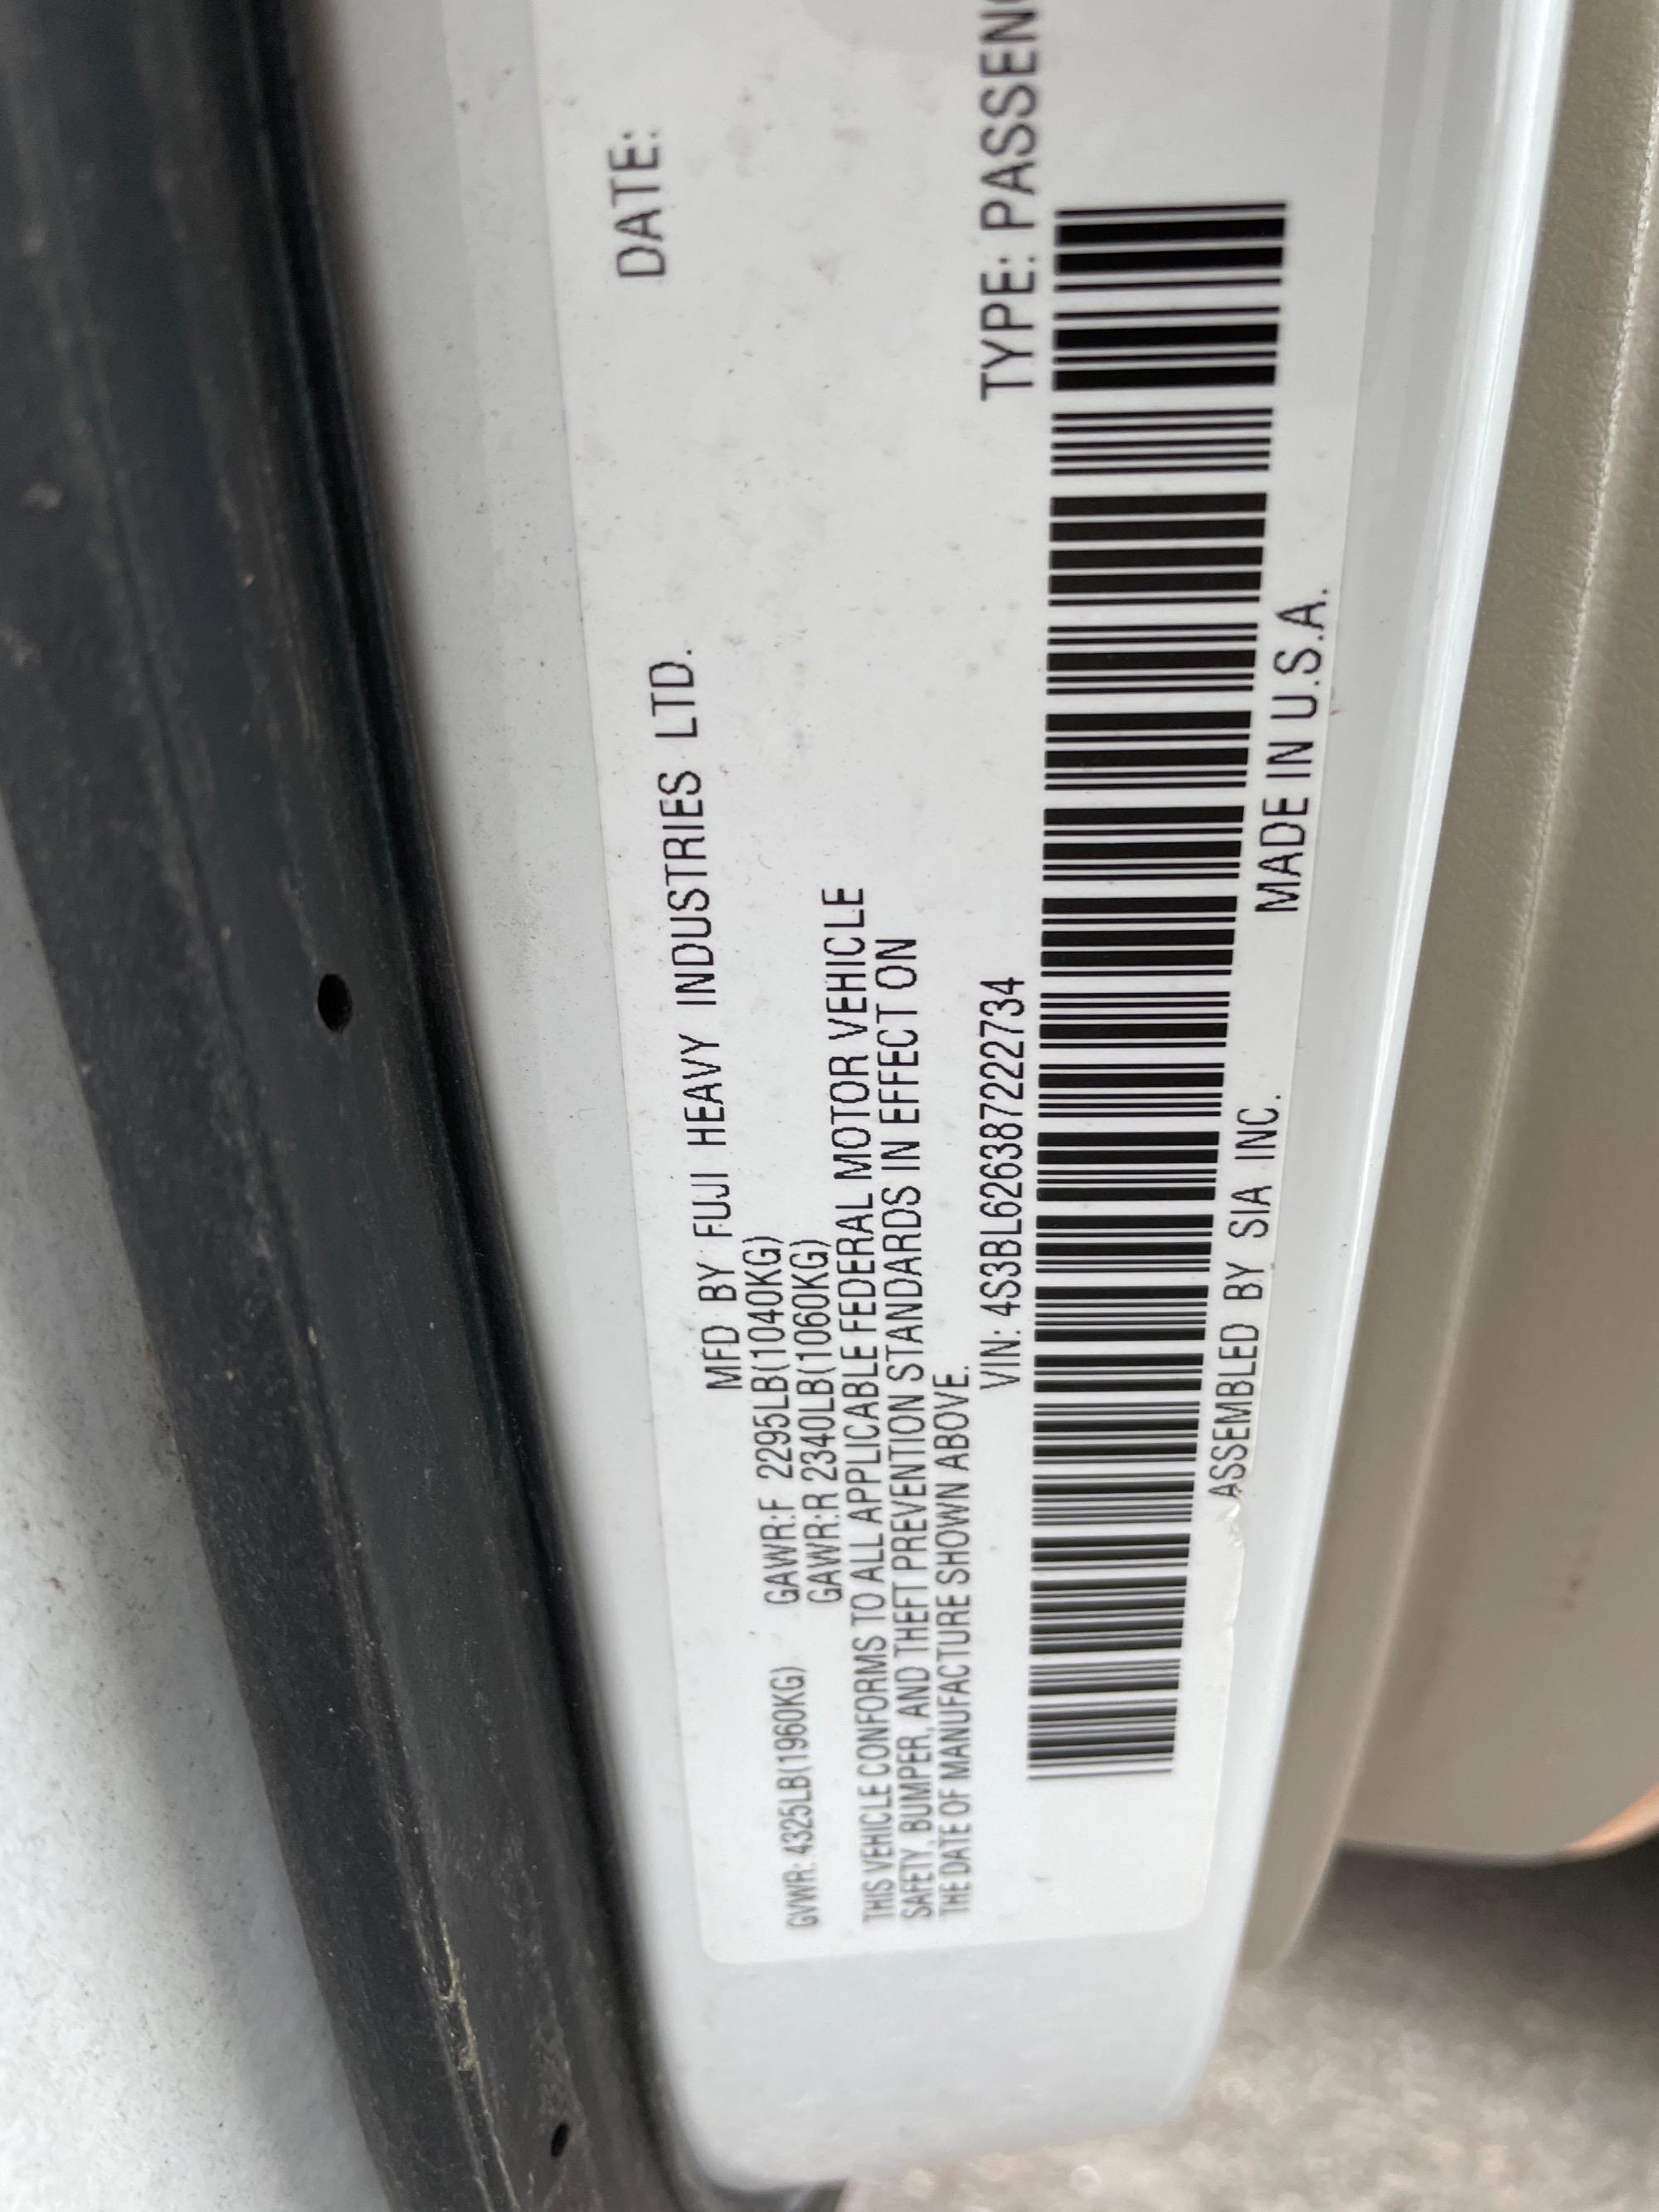 MFD BY FUJI HEAVY INDUSTRIES LTD.
DATE:
GVWR: 4325LB(1960KG)
GAWR:F 2295LB(1040KG)
GAWR:R 2340LB(1060KG)
THIS VEHICLE CONFORMS TO ALL APPLICABLE FEDERAL MOTOR VEHICLE
SAFETY, BUMPER, AND THEFT PREVENTION STANDARDS IN EFFECT ON
THE DATE OF MANUFACTURE SHOWN ABOVE.
VIN: 4S3BL626387222734
TYPE: PASSEN
ASSEMBLED BY SIA INC.
MADE IN U.S.A.